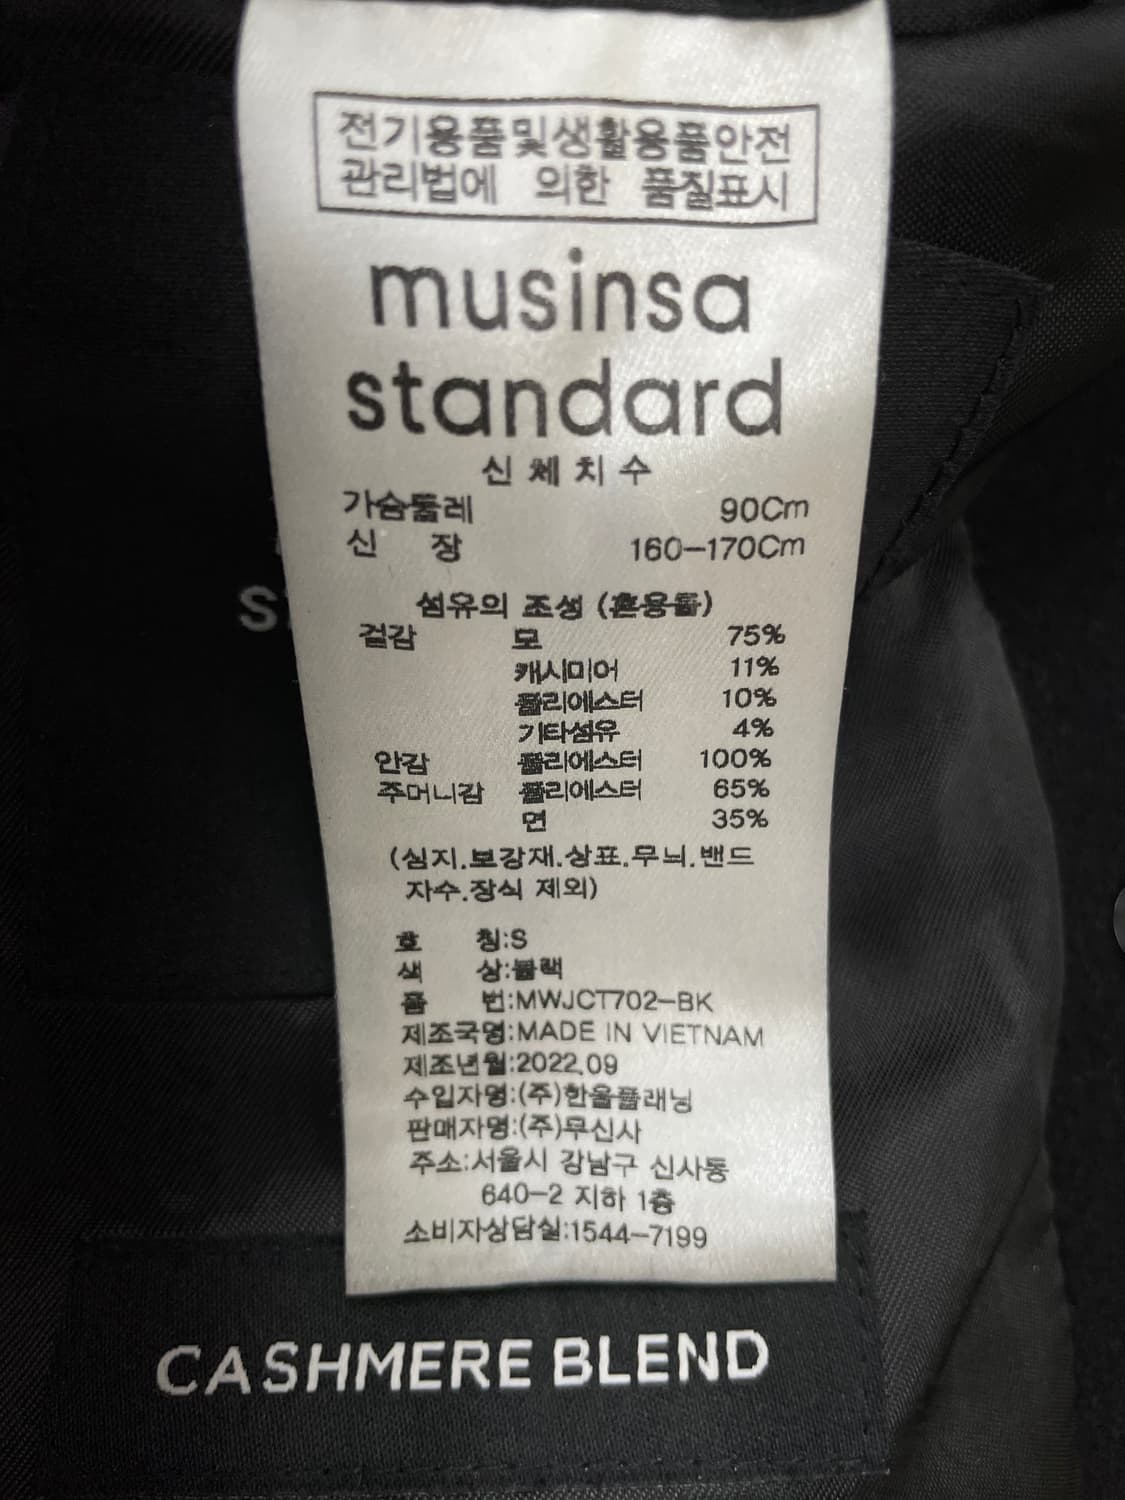 전기용품및생활용품안전
관리법에 의한 품질표시
musinsa
standard
신체치수
가슴둘레 90Cm
신 장 160-170Cm
섬유의 조성 (혼용률)
겉감 모 75%
캐시미어 11%
폴리에스터 10%
기타섬유 4%
안감 폴리에스터 100%
주머니감 폴리에스터 65%
면 35%
(심지.보강재.상표.무늬.밴드
자수.장식 제외)
호 칭:S
색 상:블랙
품 번:MWJCT702-BK
제조국명:MADE IN VIETNAM
제조년월:2022.09
수입자명:(주)한울플래닝
판매자명:(주)무신사
주소:서울시 강남구 신사동
640-2 지하 1층
소비자상담실:1544-7199
CASHMERE BLEND